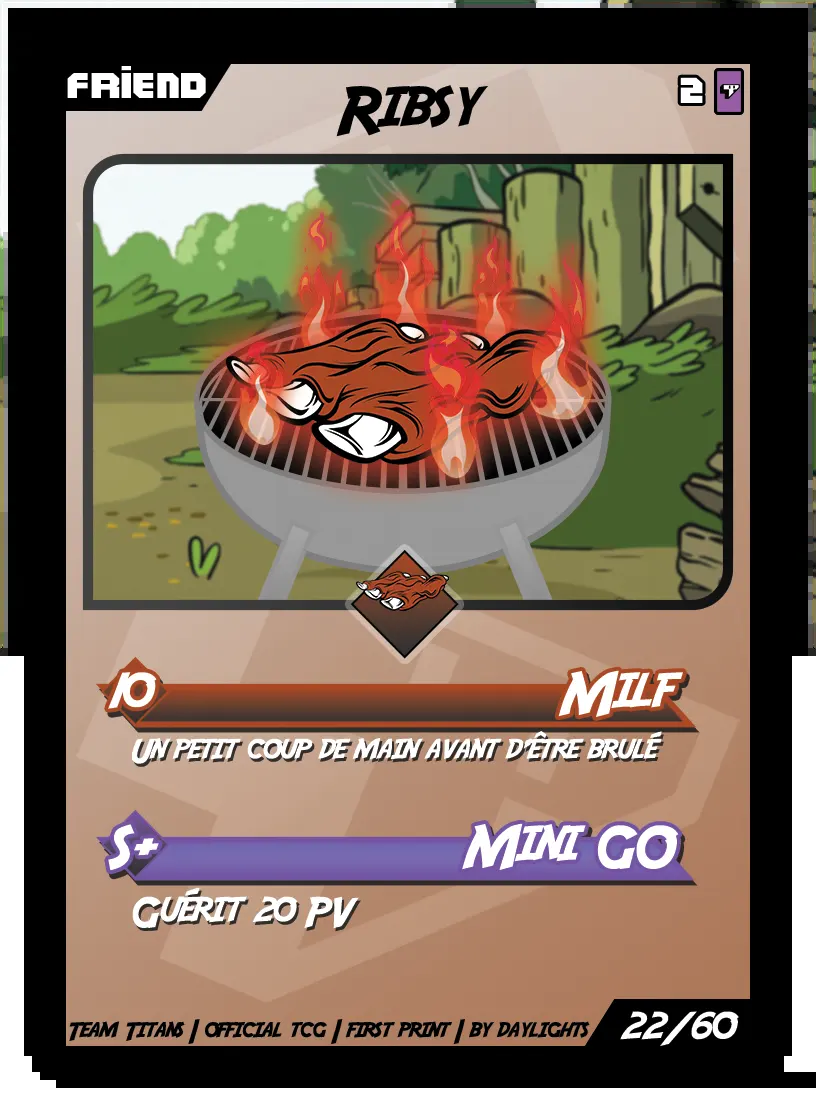 FRIEND
RIBSY
2
10
MILF
UN PETIT COUP DE MAIN AVANT D'ÊTRE BRULÉ
S+
MINI GO
GUÉRIT 20 PV
TEAM TITANS | OFFICIAL TCG | FIRST PRINT | BY DAYLIGHTS
22/60